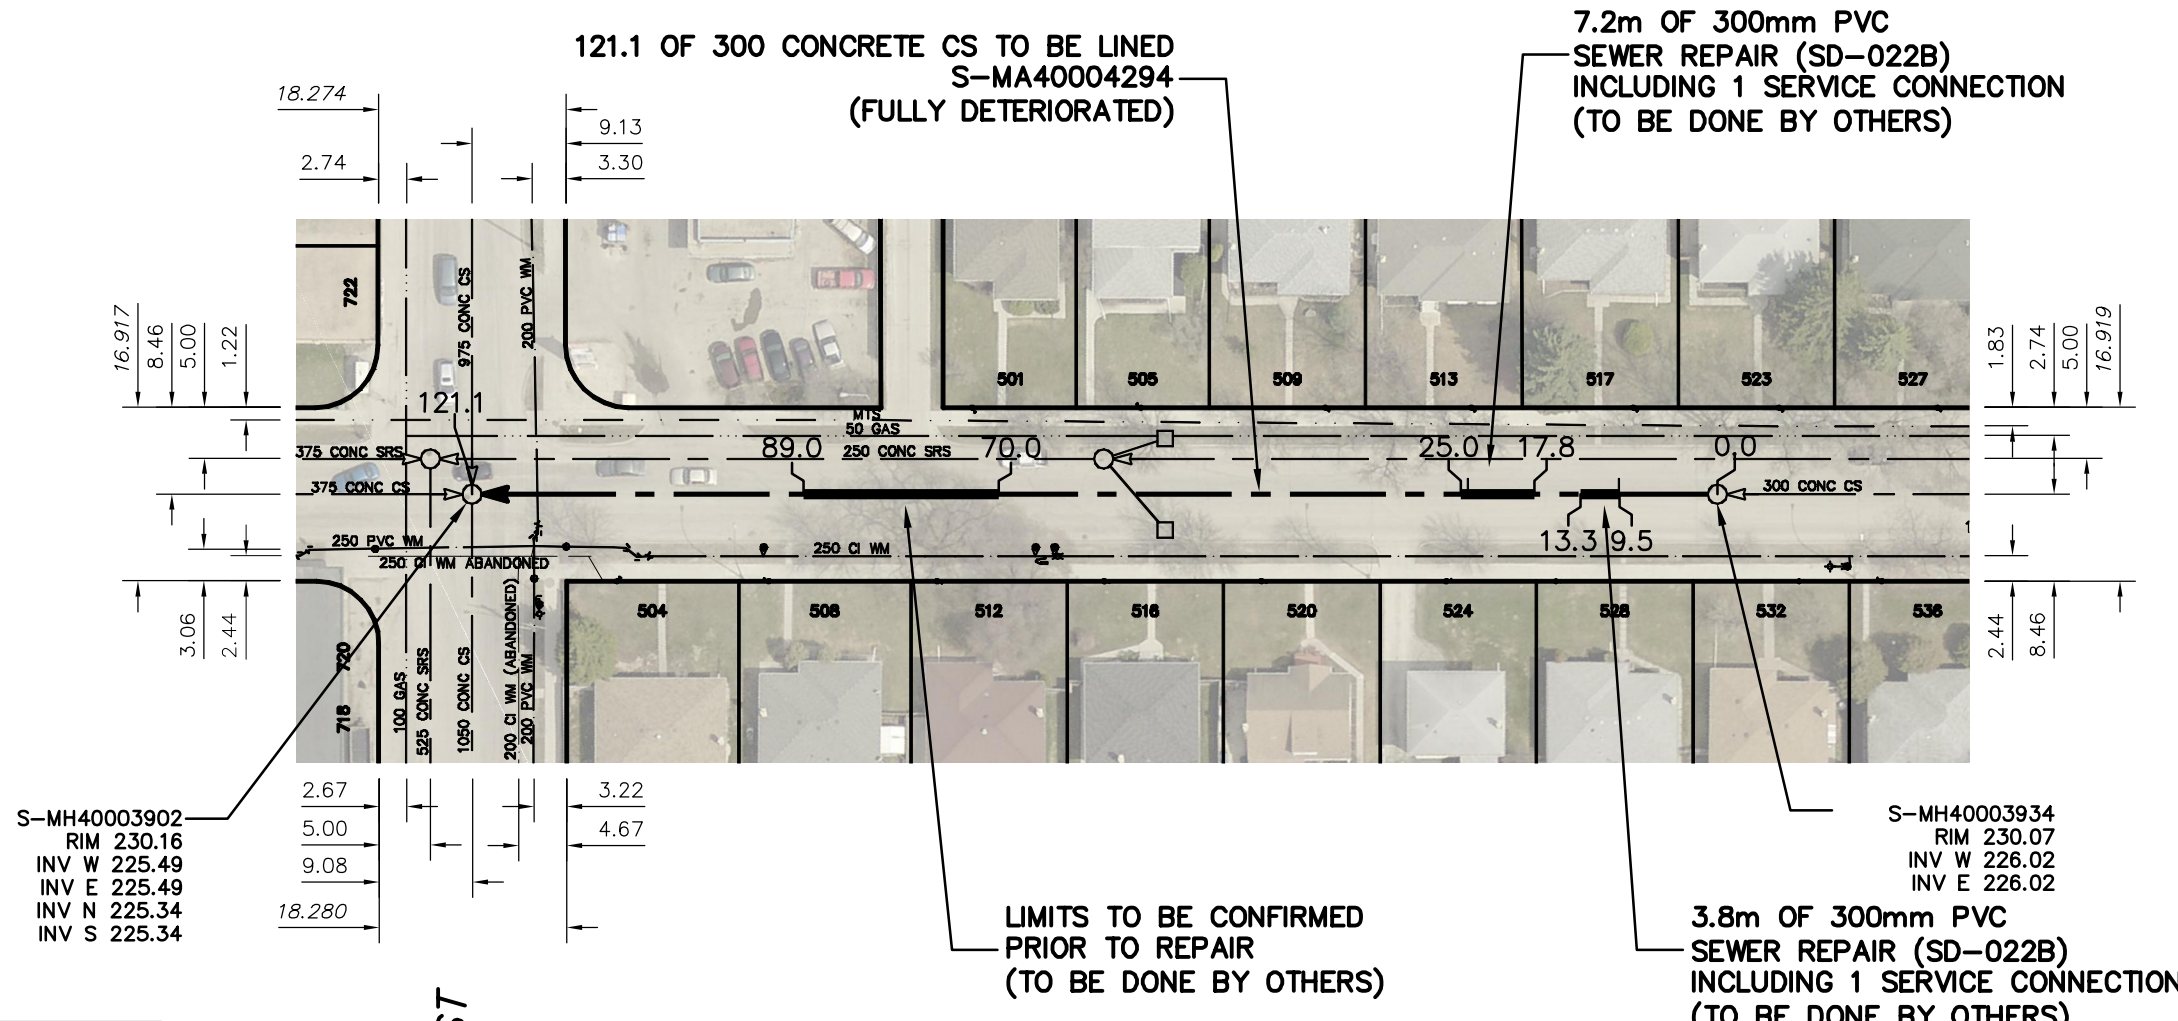 7.2m OF 300mm PVC
SEWER REPAIR (SD-022B)
INCLUDING 1 SERVICE CONNECTION
(TO BE DONE BY OTHERS)
121.1 OF 300 CONCRETE CS TO BE LINED
S-MA40004294
(FULLY DETERIORATED)
18.274
9.13
2.74
3.30
16.917
8.46
5.00
1.22
1.83
2.74
5.00
16.919
722
975 CONC CS
200 PVC WM
501
505
509
513
517
523
527
121.1
MTS
50 GAS
375 CONC SRS
89.0
250 CONC SRS
70.0
25.0
17.8
0.0
375 CONC CS
300 CONC CS
13.3
9.5
250 PVC WM
250 CI WM
250 CI WM ABANDONED
3.06
2.44
2.44
8.46
504
508
512
516
520
524
528
532
536
720
718
100 GAS
525 CONC SRS
1050 CONC CS
200 CI WM (ABANDONED)
200 PVC WM
2.67
3.22
5.00
4.67
9.08
18.280
S-MH40003902
RIM 230.16
INV W 225.49
INV E 225.49
INV N 225.34
INV S 225.34
S-MH40003934
RIM 230.07
INV W 226.02
INV E 226.02
LIMITS TO BE CONFIRMED
PRIOR TO REPAIR
(TO BE DONE BY OTHERS)
3.8m OF 300mm PVC
SEWER REPAIR (SD-022B)
INCLUDING 1 SERVICE CONNECTION
(TO BE DONE BY OTHERS)
ST